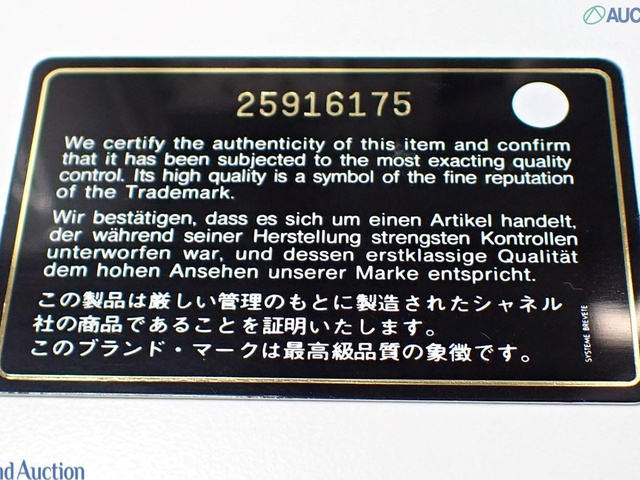 AUC
25916175
We certify the authenticity of this item and confirm
that it has been subjected to the most exacting quality
control. Its high quality is a symbol of the fine reputation
of the Trademark.
Wir bestätigen, dass es sich um einen Artikel handelt,
der während seiner Herstellung strengsten Kontrollen
unterworfen war, und dessen erstklassige Qualität
dem hohen Ansehen unserer Marke entspricht.
この製品は厳しい管理のもとに製造されたシャネル
社の商品であることを証明いたします。
このブランド・マークは最高級品質の象徴です。
SYSTEME BREVETE
nd Auction